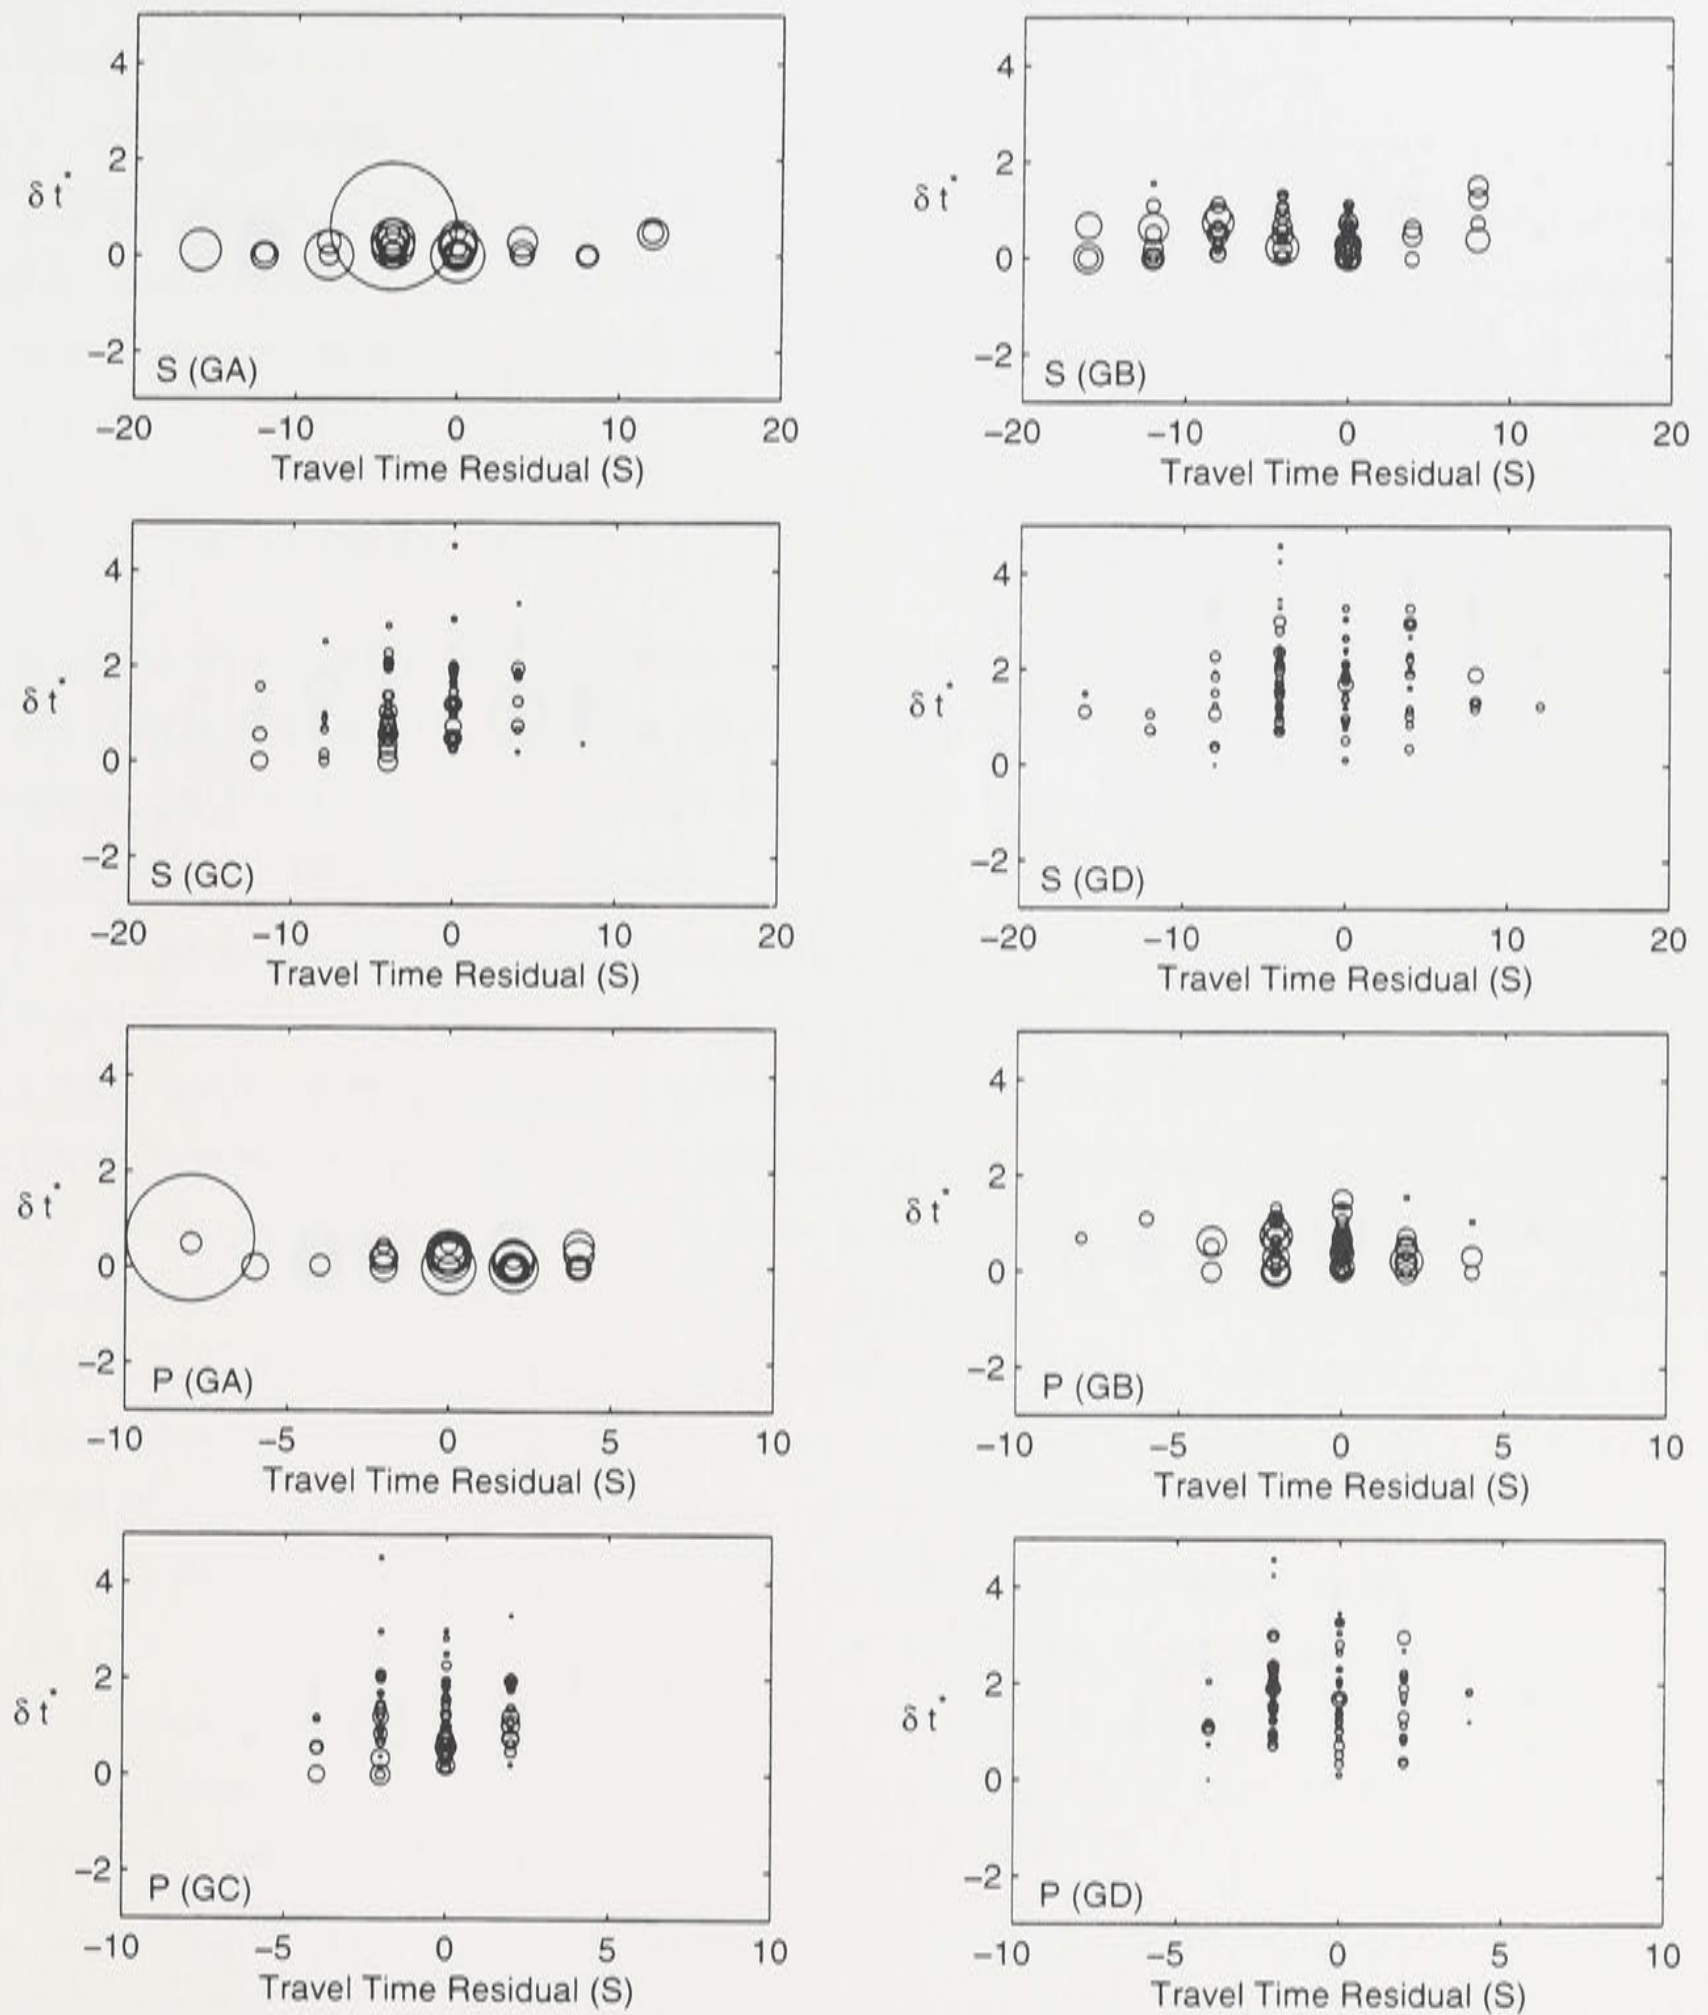 4
2
δ t*
0
−2
S (GA)
−20 −10 0 10 20
Travel Time Residual (S)
4
2
δ t*
0
−2
S (GB)
−20 −10 0 10 20
Travel Time Residual (S)
4
2
δ t*
0
−2
S (GC)
−20 −10 0 10 20
Travel Time Residual (S)
4
2
δ t*
0
−2
S (GD)
−20 −10 0 10 20
Travel Time Residual (S)
4
2
δ t*
0
−2
P (GA)
−10 −5 0 5 10
Travel Time Residual (S)
4
2
δ t*
0
−2
P (GB)
−10 −5 0 5 10
Travel Time Residual (S)
4
2
δ t*
0
−2
P (GC)
−10 −5 0 5 10
Travel Time Residual (S)
4
2
δ t*
0
−2
P (GD)
−10 −5 0 5 10
Travel Time Residual (S)